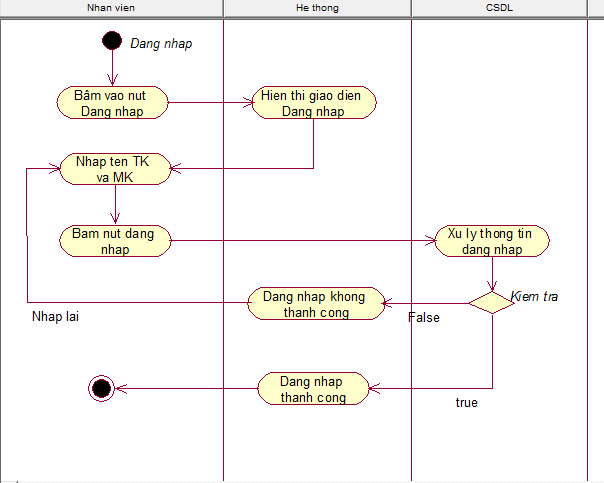 Nhan vien
He thong
CSDL
Dang nhap
Bâm vao nut
Dang nhap
Hien thi giao dien
Dang nhap
Nhap ten TK
va MK
Bam nut dang
nhap
Xu ly thong tin
dang nhap
Kiem tra
Dang nhap khong
thanh cong
False
Nhap lai
Dang nhap
thanh cong
true